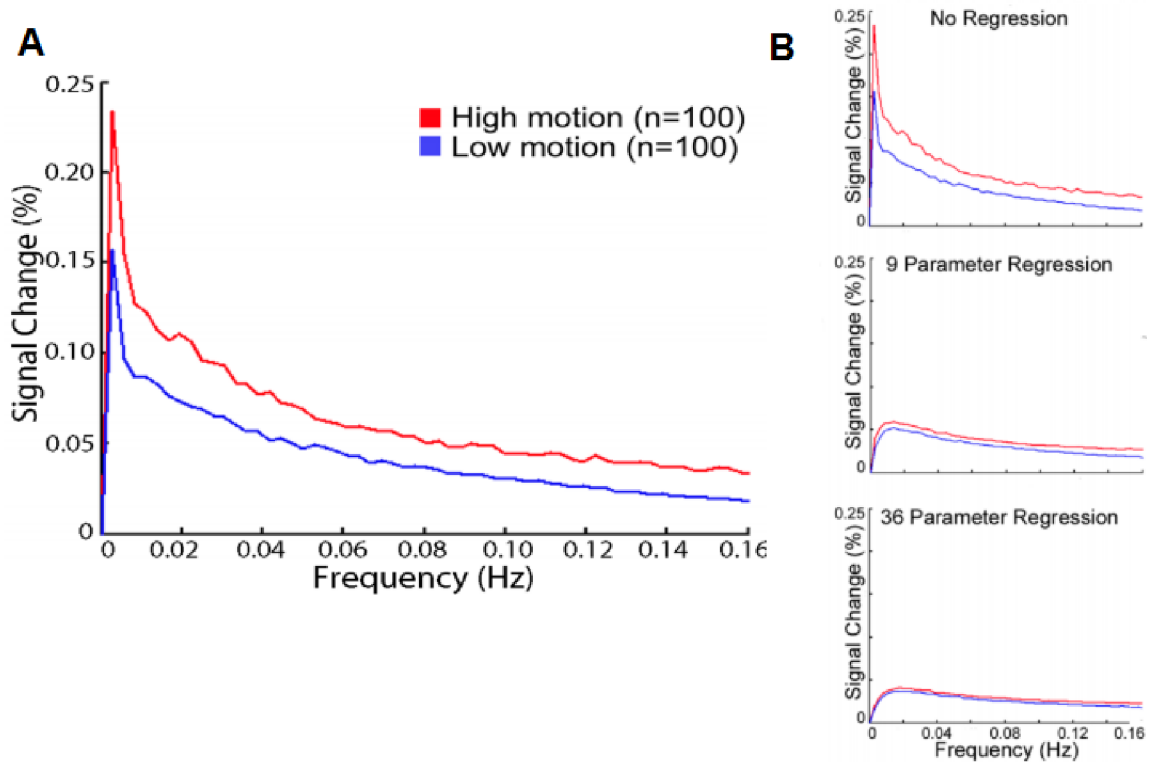 A
Signal Change (%)
0.25
0.20
0.15
0.10
0.05
0
High motion (n=100)
Low motion (n=100)
0 0.02 0.04 0.06 0.08 0.10 0.12 0.14 0.16
Frequency (Hz)
B
No Regression
Signal Change (%)
0.25
0
9 Parameter Regression
Signal Change (%)
0.25
0
36 Parameter Regression
Signal Change (%)
0.25
0
0 0.04 0.08 0.12 0.16
Frequency (Hz)